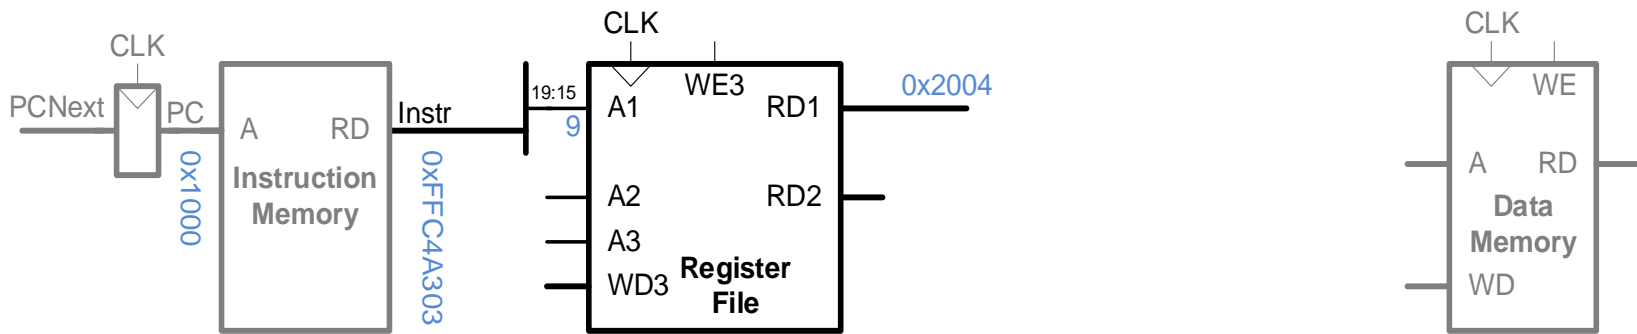 CLK
CLK
CLK
PCNext
PC
A
RD
Instruction
Memory
0x1000
Instr
0xFFC4A303
19:15
9
A1
WE3
RD1
0x2004
A2
RD2
A3
WD3
Register
File
WE
A
RD
Data
Memory
WD